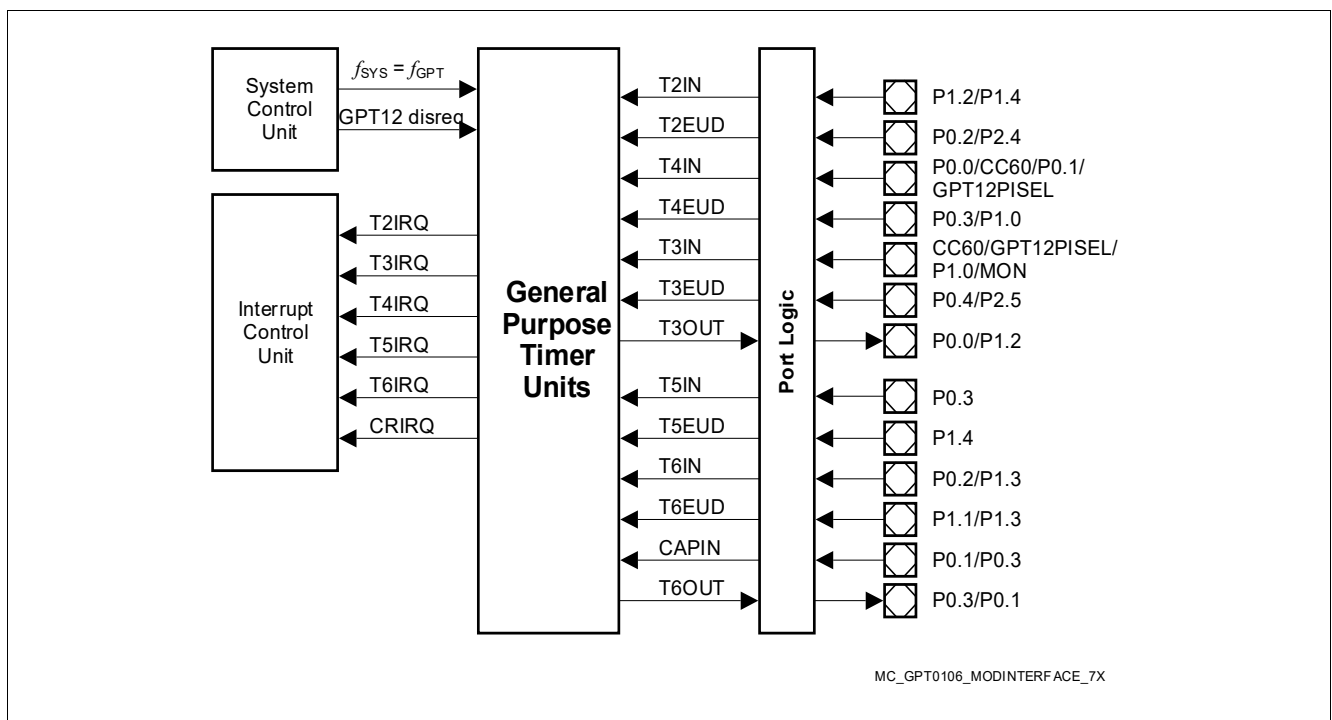 System
Control
Unit
fSYS = fGPT
GPT12 disreq
Interrupt
Control
Unit
T2IRQ
T3IRQ
T4IRQ
T5IRQ
T6IRQ
CRIRQ
General
Purpose
Timer
Units
T2IN
T2EUD
T4IN
T4EUD
T3IN
T3EUD
T3OUT
T5IN
T5EUD
T6IN
T6EUD
CAPIN
T6OUT
Port Logic
P1.2/P1.4
P0.2/P2.4
P0.0/CC60/P0.1/
GPT12PISEL
P0.3/P1.0
CC60/GPT12PISEL/
P1.0/MON
P0.4/P2.5
P0.0/P1.2
P0.3
P1.4
P0.2/P1.3
P1.1/P1.3
P0.1/P0.3
P0.3/P0.1
MC_GPT0106_MODINTERFACE_7X